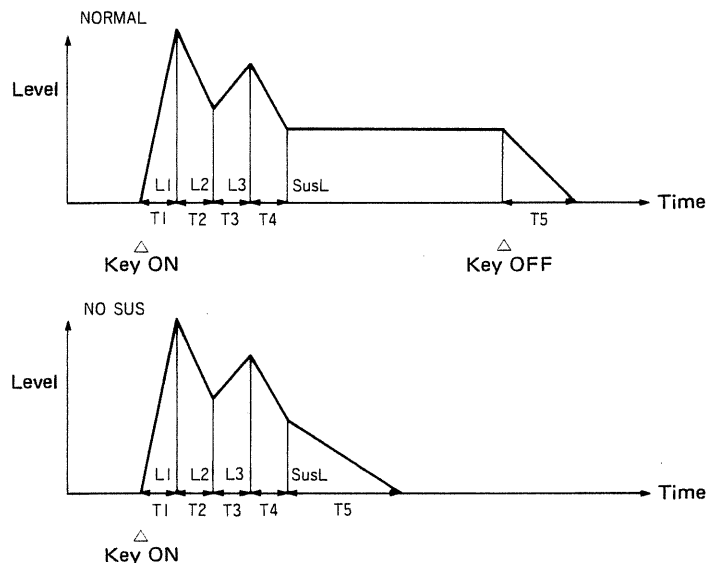 NORMAL
Level
L1 L2 L3 SusL
Time
T1 T2 T3 T4 T5
△ △
Key ON Key OFF
NO SUS
Level
L1 L2 L3 SusL
Time
T1 T2 T3 T4 T5
△
Key ON